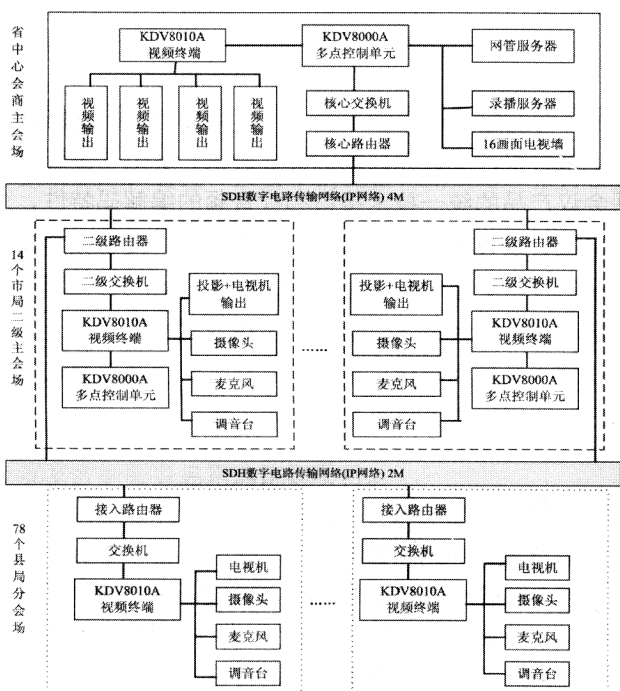 省中心会商主会场
KDV8010A
视频终端
KDV8000A
多点控制单元
网管服务器
视频输出
视频输出
视频输出
视频输出
核心交换机
录播服务器
核心路由器
16画面电视墙
SDH数字电路传输网络(IP网络) 4M
14个市局二级主会场
二级路由器
二级交换机
KDV8010A
视频终端
KDV8000A
多点控制单元
投影+电视机
输出
摄像头
麦克风
调音台
......
投影+电视机
输出
摄像头
麦克风
调音台
二级路由器
二级交换机
KDV8010A
视频终端
KDV8000A
多点控制单元
SDH数字电路传输网络(IP网络) 2M
78个县局分会场
接入路由器
交换机
KDV8010A
视频终端
电视机
摄像头
麦克风
调音台
......
接入路由器
交换机
KDV8010A
视频终端
电视机
摄像头
麦克风
调音台